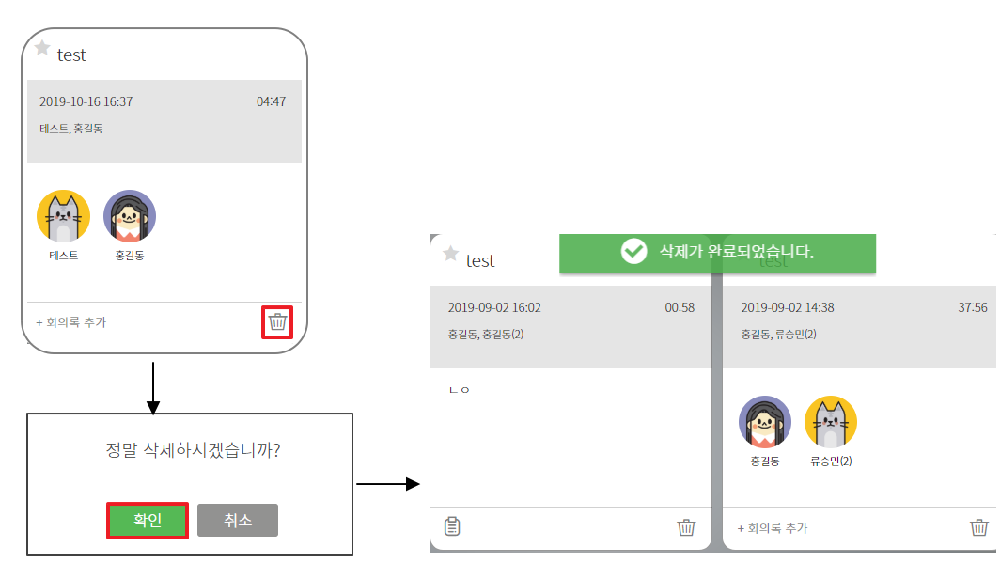 test
2019-10-16 16:37 04:47
테스트, 홍길동
테스트 홍길동
+ 회의록 추가
정말 삭제하시겠습니까?
확인 취소
삭제가 완료되었습니다.
test
test
2019-09-02 16:02 00:58
홍길동, 홍길동(2)
ㄴㅇ
2019-09-02 14:38 37:56
홍길동, 류승민(2)
홍길동 류승민(2)
+ 회의록 추가